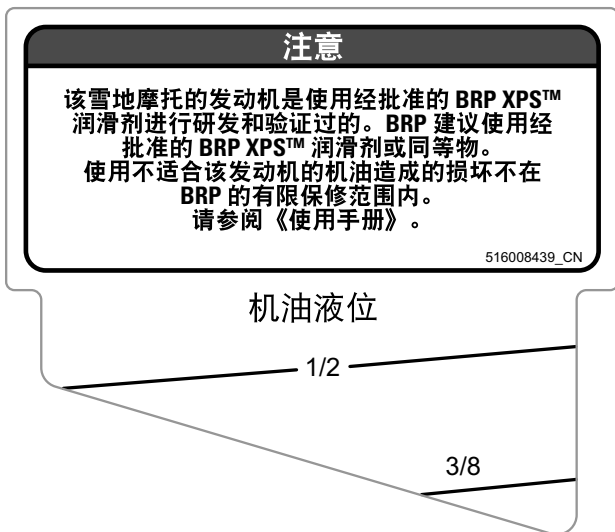 注意
该雪地摩托的发动机是使用经批准的 BRP XPS™
润滑剂进行研发和验证过的。BRP 建议使用经
批准的 BRP XPS™ 润滑剂或同等物。
使用不适合该发动机的机油造成的损坏不在
BRP 的有限保修范围内。
请参阅《使用手册》。
516008439_CN
机油液位
1/2
3/8